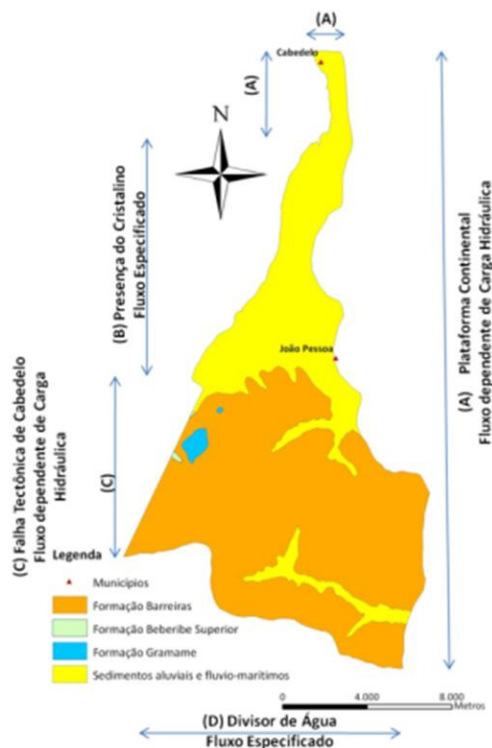 (A)
Cabedelo
(A)
N
(B) Presença do Cristalino
Fluxo Especificado
João Pessoa
(A) Plataforma Continental
Fluxo dependente de Carga Hidráulica
(C) Falha Tectônica de Cabedelo
Fluxo dependente de Carga
Hidráulica
(C)
Legenda
Municípios
Formação Barreiras
Formação Beberibe Superior
Formação Gramame
Sedimentos aluviais e fluvio-marítimos
0 4.000 8.000
Metros
(D) Divisor de Água
Fluxo Especificado